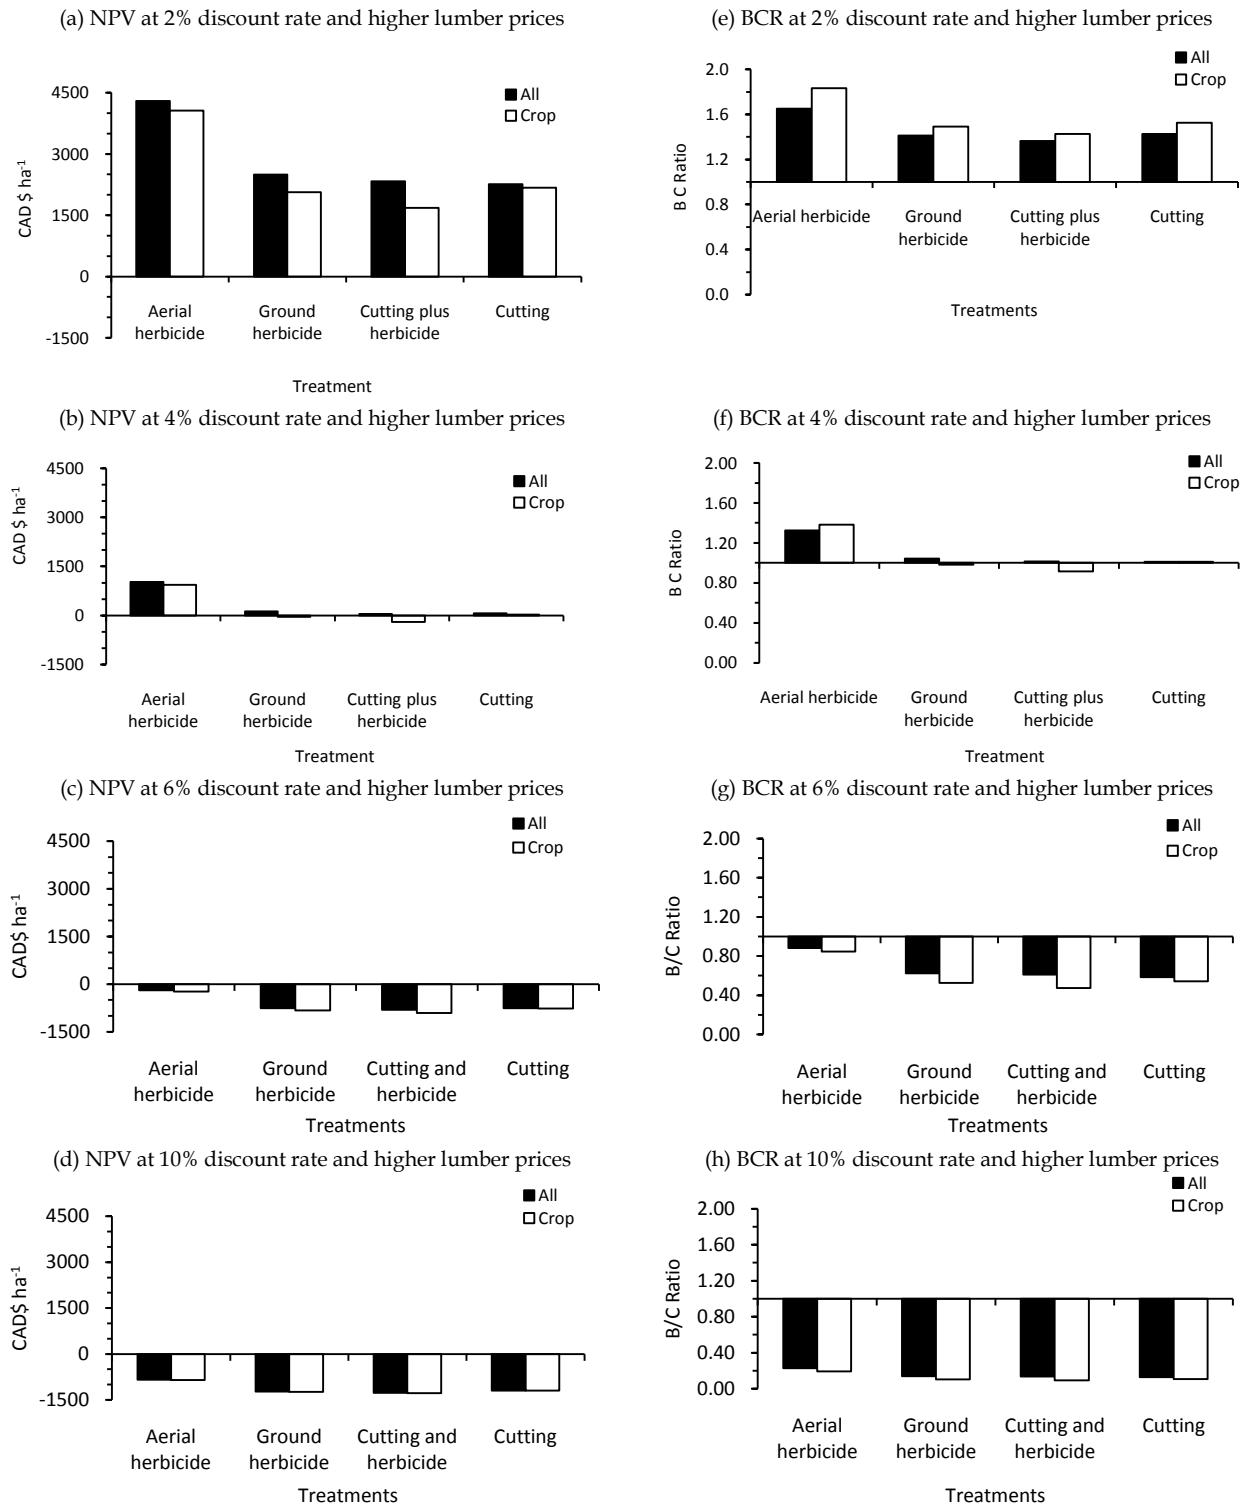 (a) NPV at 2% discount rate and higher lumber prices
4500
3000
1500
0
-1500
CAD $ ha-1
All
Crop
Aerial herbicide
Ground herbicide
Cutting plus herbicide
Cutting
Treatment
(e) BCR at 2% discount rate and higher lumber prices
2.0
1.6
1.2
0.8
0.4
0.0
B C Ratio
All
Crop
Aerial herbicide
Ground herbicide
Cutting plus herbicide
Cutting
Treatments
(b) NPV at 4% discount rate and higher lumber prices
4500
3000
1500
0
-1500
CAD $ ha-1
All
Crop
Aerial herbicide
Ground herbicide
Cutting plus herbicide
Cutting
Treatment
(f) BCR at 4% discount rate and higher lumber prices
2.00
1.60
1.20
0.80
0.40
0.00
B C Ratio
All
Crop
Aerial herbicide
Ground herbicide
Cutting plus herbicide
Cutting
Treatment
(c) NPV at 6% discount rate and higher lumber prices
4500
3000
1500
0
-1500
CAD$ ha-1
All
Crop
Aerial herbicide
Ground herbicide
Cutting and herbicide
Cutting
Treatments
(g) BCR at 6% discount rate and higher lumber prices
2.00
1.60
1.20
0.80
0.40
0.00
B/C Ratio
All
Crop
Aerial herbicide
Ground herbicide
Cutting and herbicide
Cutting
Treatments
(d) NPV at 10% discount rate and higher lumber prices
4500
3000
1500
0
-1500
CAD$ ha-1
All
Crop
Aerial herbicide
Ground herbicide
Cutting and herbicide
Cutting
Treatments
(h) BCR at 10% discount rate and higher lumber prices
2.00
1.60
1.20
0.80
0.40
0.00
B/C Ratio
All
Crop
Aerial herbicide
Ground herbicide
Cutting and herbicide
Cutting
Treatments